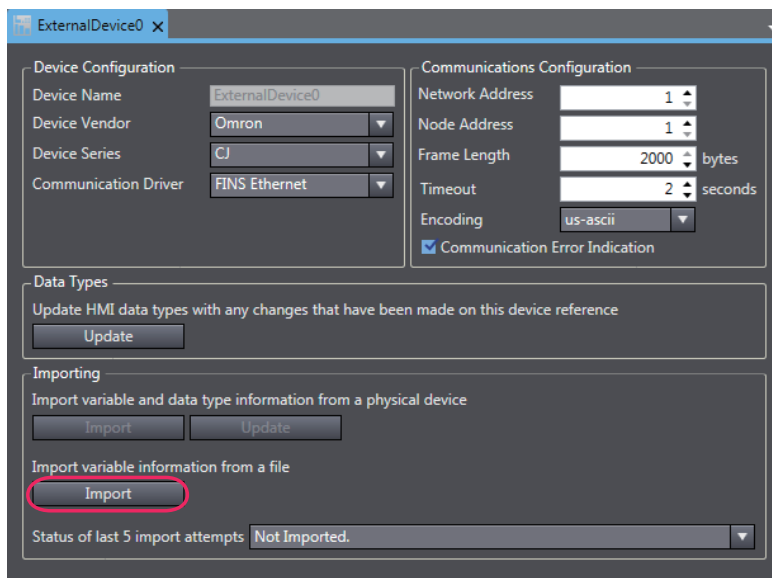 ExternalDevice0
Device Configuration
Device Name ExternalDevice0
Device Vendor Omron
Device Series CJ
Communication Driver FINS Ethernet
Communications Configuration
Network Address 1
Node Address 1
Frame Length 2000 bytes
Timeout 2 seconds
Encoding us-ascii
Communication Error Indication
Data Types
Update HMI data types with any changes that have been made on this device reference
Update
Importing
Import variable and data type information from a physical device
Import Update
Import variable information from a file
Import
Status of last 5 import attempts Not Imported.